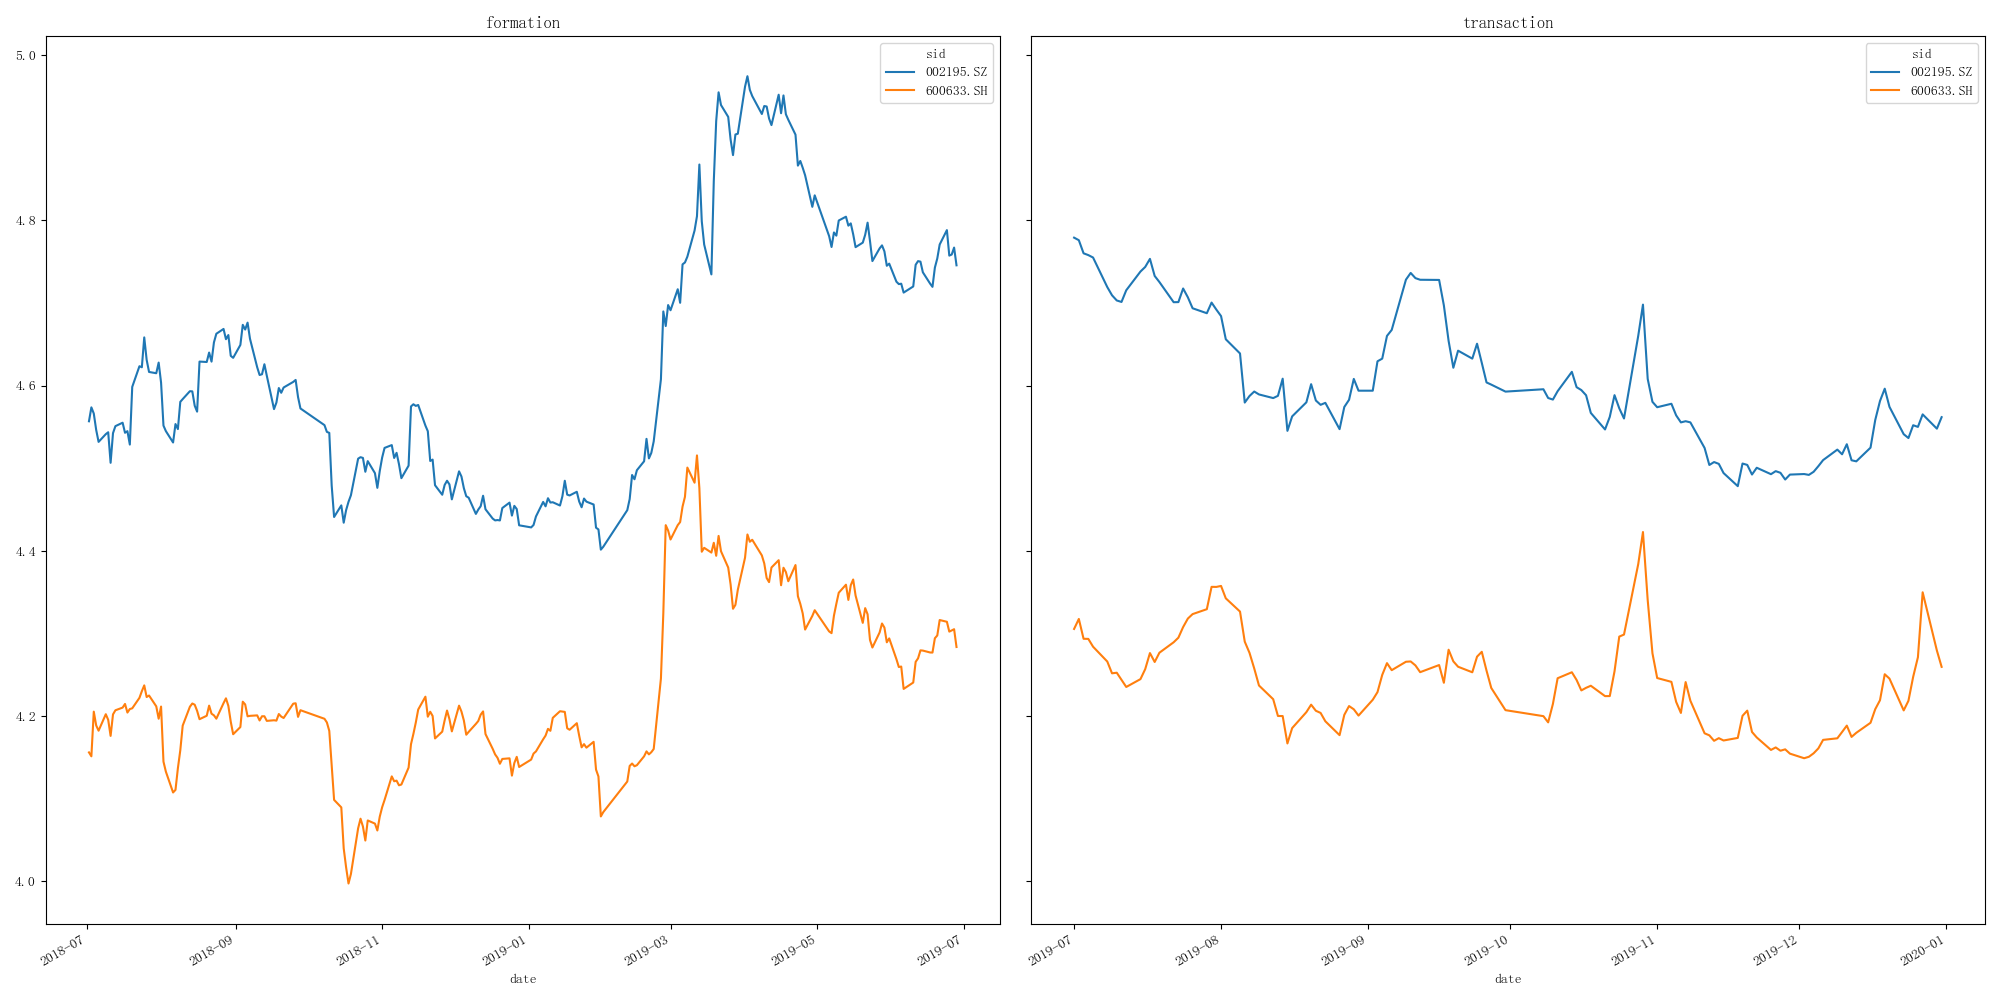 formation
sid
002195.SZ
600633.SH
5.0
4.8
4.6
4.4
4.2
4.0
2018-07
2018-09
2018-11
2019-01
2019-03
2019-05
2019-07
date
transaction
sid
002195.SZ
600633.SH
2019-07
2019-08
2019-09
2019-10
2019-11
2019-12
2020-01
date